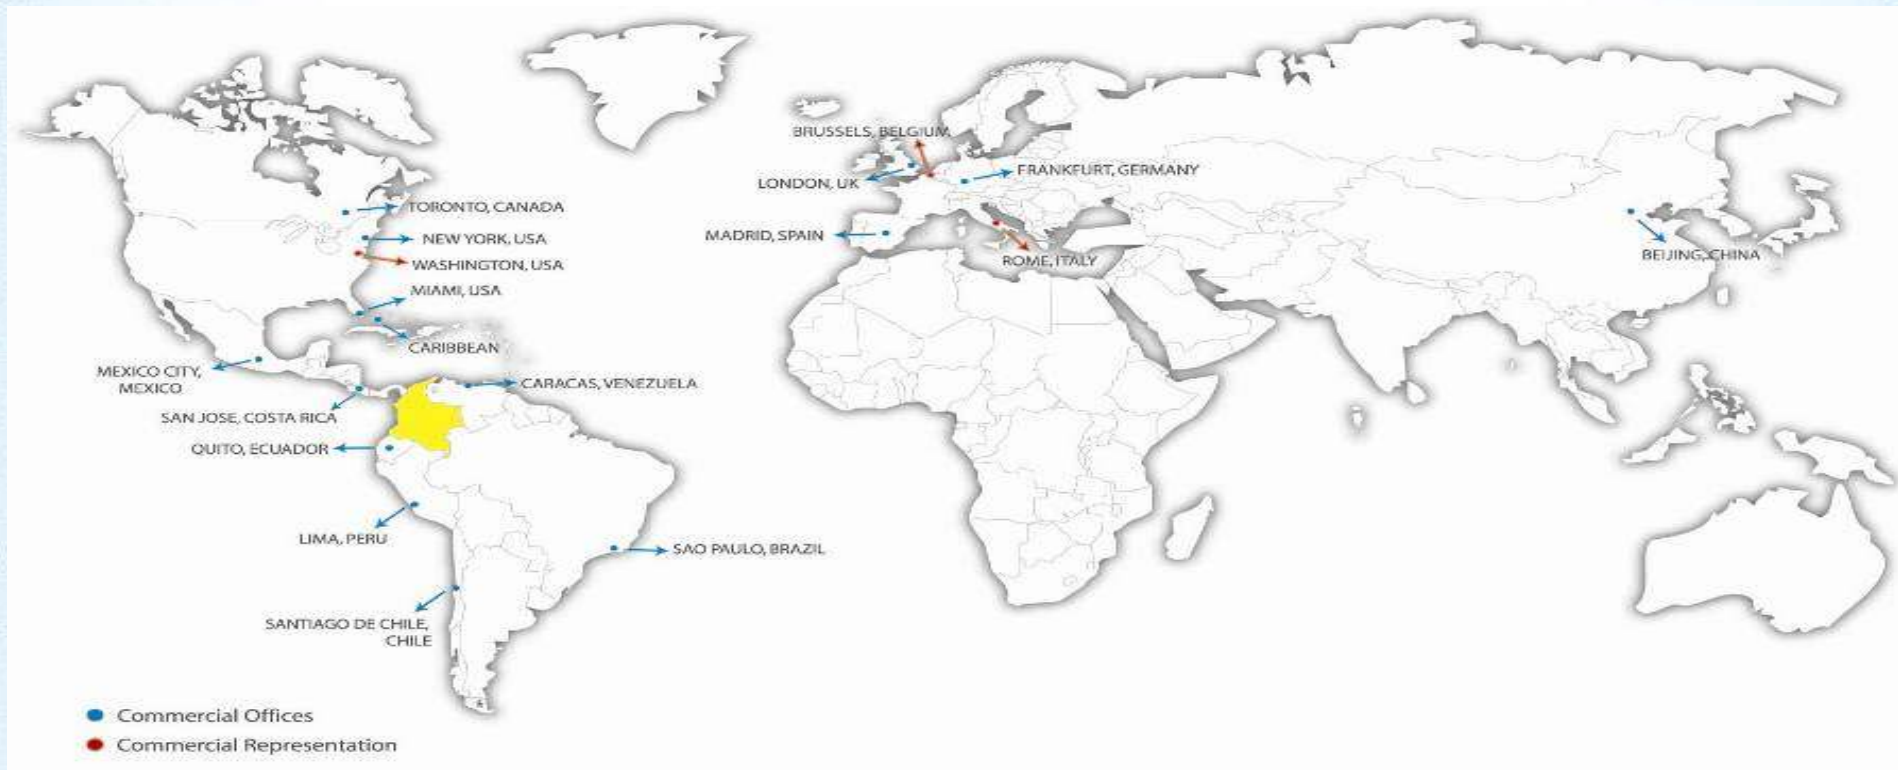 BRUSSELS, BELGIUM
FRANKFURT, GERMANY
LONDON, UK
TORONTO, CANADA
MADRID, SPAIN
NEW YORK, USA
ROME, ITALY
BEIJING, CHINA
WASHINGTON, USA
MIAMI, USA
CARIBBEAN
MEXICO CITY,
MEXICO
CARACAS, VENEZUELA
SAN JOSE, COSTA RICA
QUITO, ECUADOR
LIMA, PERU
SAO PAULO, BRAZIL
SANTIAGO DE CHILE,
CHILE
Commercial Offices
Commercial Representation